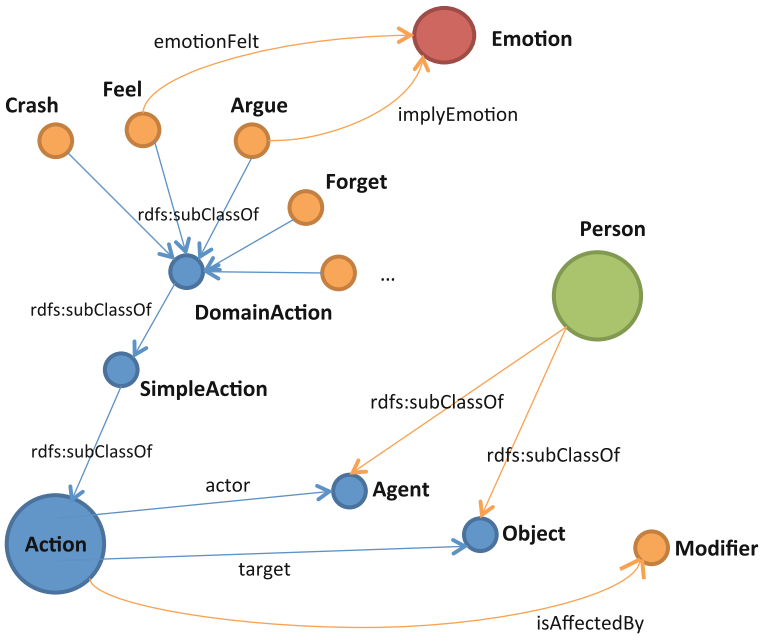 emotionFelt
Emotion
Feel
Crash
Argue
implyEmotion
Forget
rdfs:subClassOf
Person
...
rdfs:subClassOf
DomainAction
SimpleAction
rdfs:subClassOf
rdfs:subClassOf
rdfs:subClassOf
actor
Agent
Object
Action
Modifier
target
isAffectedBy